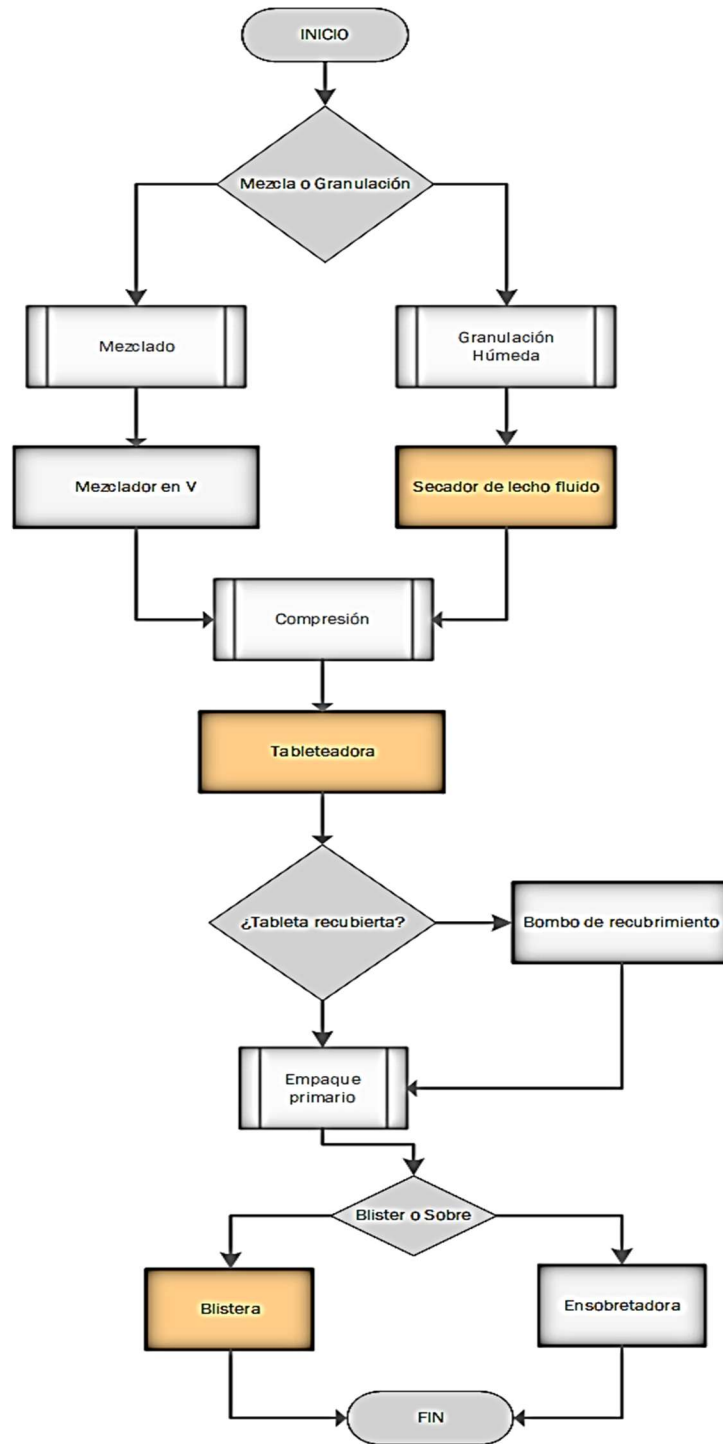 INICIO
Mezcla o Granulación
Mezclado
Granulación
Húmeda
Mezclador en V
Secador de lecho fluido
Compresión
Tableteadora
¿Tableta recubierta?
Bombo de recubrimiento
Empaque
primario
Blister o Sobre
Blistera
Ensobretadora
FIN